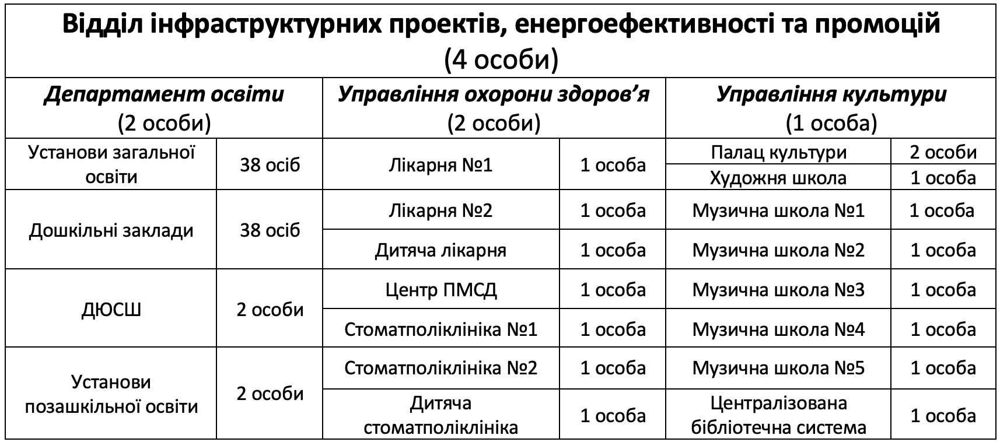 Відділ інфраструктурних проектів, енергоефективності та промоцій
(4 особи)
Департамент освіти
(2 особи)
Управління охорони здоров’я
(2 особи)
Управління культури
(1 особа)
Установи загальної
освіти
38 осіб
Лікарня №1
1 особа
Палац культури
2 особи
Художня школа
1 особа
Дошкільні заклади
38 осіб
Лікарня №2
1 особа
Музична школа №1
1 особа
Дитяча лікарня
1 особа
Музична школа №2
1 особа
ДЮСШ
2 особи
Центр ПМСД
1 особа
Музична школа №3
1 особа
Стоматполіклініка №1
1 особа
Музична школа №4
1 особа
Установи
позашкільної освіти
2 особи
Стоматполіклініка №2
1 особа
Музична школа №5
1 особа
Дитяча
стоматполіклініка
1 особа
Централізована
бібліотечна система
1 особа